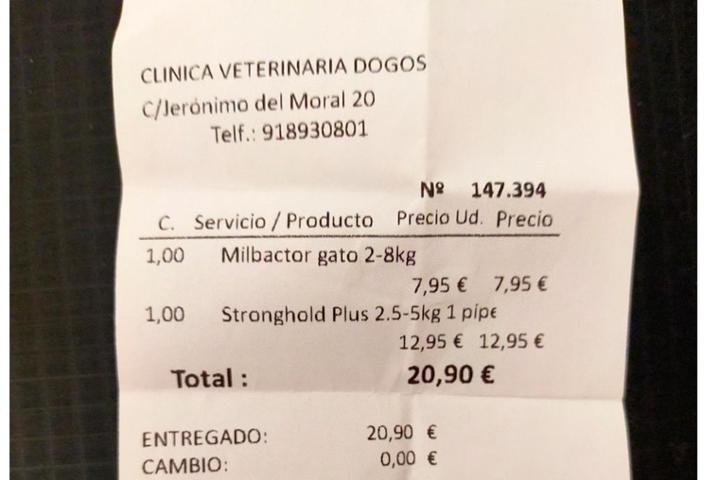 CLINICA VETERINARIA DOGOS
C/Jerónimo del Moral 20
Telf.: 918930801
Nº 147.394
C. Servicio / Producto Precio Ud. Precio
1,00 Milbactor gato 2-8kg
7,95 € 7,95 €
1,00 Stronghold Plus 2.5-5kg 1 pipe
12,95 € 12,95 €
Total : 20,90 €
ENTREGADO: 20,90 €
CAMBIO: 0,00 €